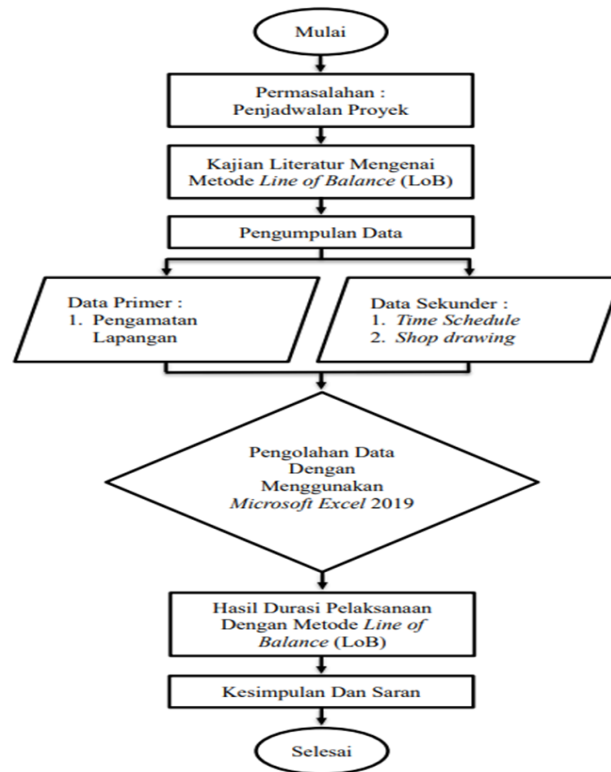 Mulai
Permasalahan :
Penjadwalan Proyek
Kajian Literatur Mengenai
Metode Line of Balance (LoB)
Pengumpulan Data
Data Primer :
1. Pengamatan
Lapangan
Data Sekunder :
1. Time Schedule
2. Shop drawing
Pengolahan Data
Dengan
Menggunakan
Microsoft Excel 2019
Hasil Durasi Pelaksanaan
Dengan Metode Line of
Balance (LoB)
Kesimpulan Dan Saran
Selesai